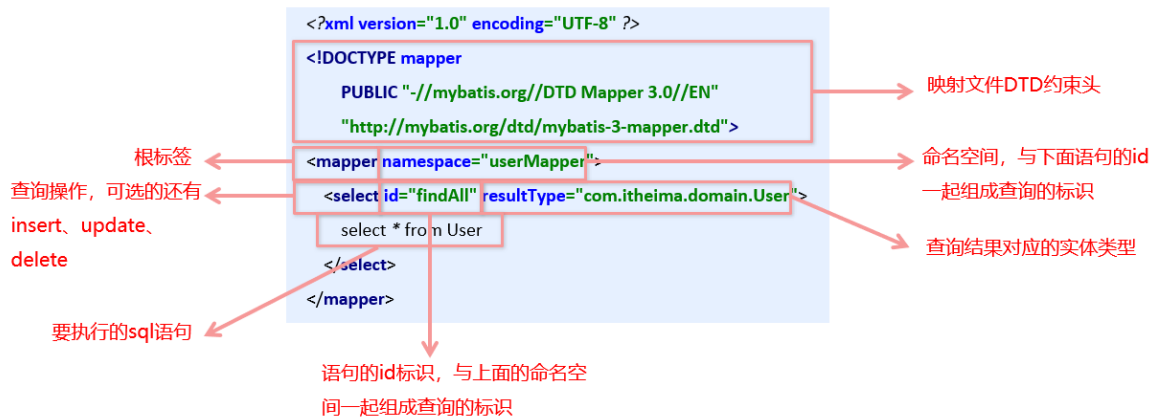 <?xml version="1.0" encoding="UTF-8" ?>
<!DOCTYPE mapper
PUBLIC "-//mybatis.org//DTD Mapper 3.0//EN"
"http://mybatis.org/dtd/mybatis-3-mapper.dtd">
映射文件DTD约束头
根标签
<mapper namespace="userMapper">
命名空间，与下面语句的id
一起组成查询的标识
查询操作，可选的还有
insert、update、
delete
<select id="findAll" resultType="com.itheima.domain.User">
select * from User
</select>
</mapper>
查询结果对应的实体类型
要执行的sql语句
语句的id标识，与上面的命名空
间一起组成查询的标识